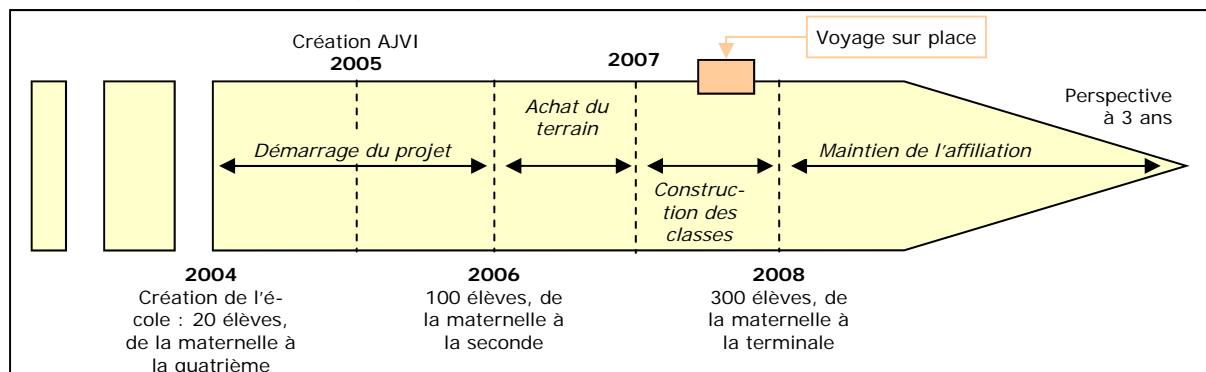 Création AJVI
2005
2007
Voyage sur place
Achat du
terrain
Perspective
à 3 ans
Démarrage du projet
Maintien de l'affiliation
Construc-
tion des
classes
2004
Création de l'é-
cole : 20 élèves,
de la maternelle à
la quatrième
2006
100 élèves, de
la maternelle à
la seconde
2008
300 élèves, de
la maternelle à
la terminale